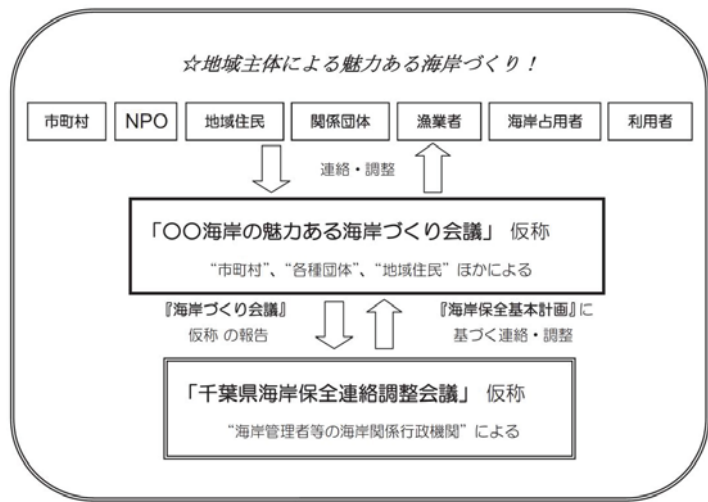 ☆地域主体による魅力ある海岸づくり！
市町村 NPO 地域住民 関係団体 漁業者 海岸占用者 利用者
連絡・調整
「〇〇海岸の魅力ある海岸づくり会議」 仮称
“市町村”、“各種団体”、“地域住民” ほかによる
『海岸づくり会議』
仮称 の報告
『海岸保全基本計画』に
基づく連絡・調整
「千葉県海岸保全連絡調整会議」 仮称
“海岸管理者等の海岸関係行政機関” による